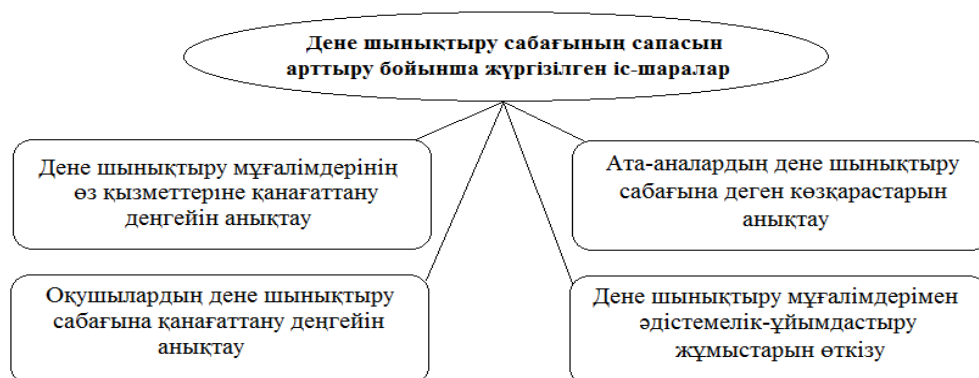 Дене шынықтыру сабағының сапасын
арттыру бойынша жүргізілген іс-шаралар
Дене шынықтыру мұғалімдерінің
өз қызметтеріне қанағаттану
деңгейін анықтау
Ата-аналардың дене шынықтыру
сабағына деген көзқарастарын
анықтау
Оқушылардың дене шынықтыру
сабағына қанағаттану деңгейін
анықтау
Дене шынықтыру мұғалімдерімен
әдістемелік-ұйымдастыру
жұмыстарын өткізу